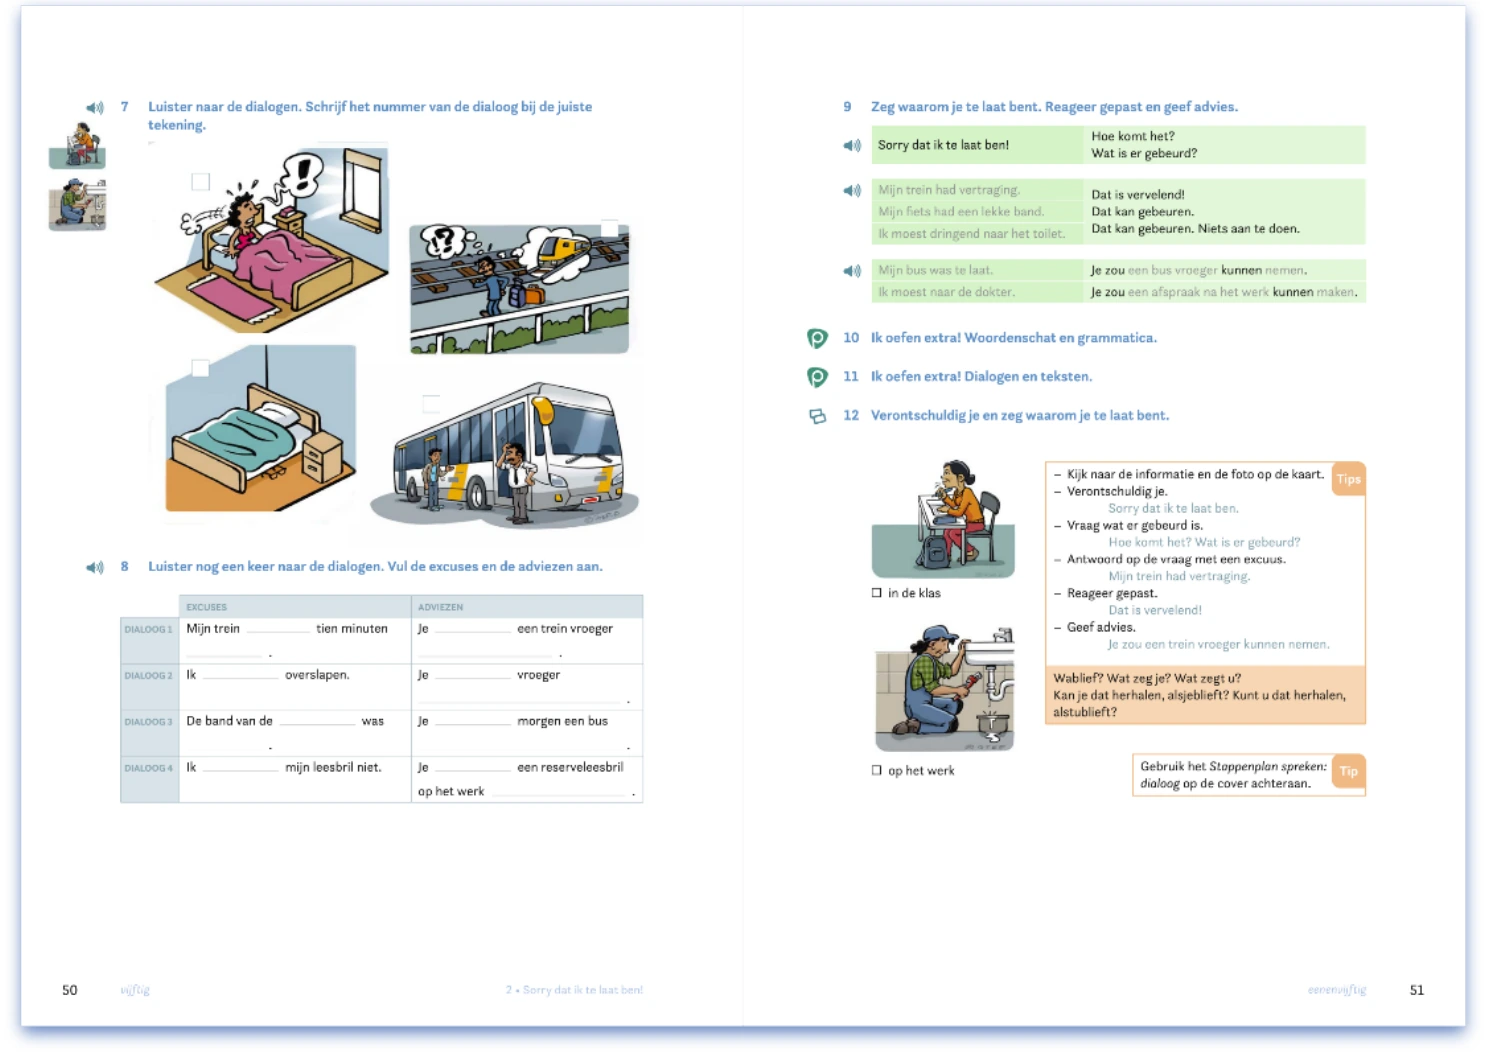 7 Luister naar de dialogen. Schrijf het nummer van de dialoog bij de juiste
tekening.
!
!?
8 Luister nog een keer naar de dialogen. Vul de excuses en de adviezen aan.
EXCUSES ADVIEZEN
DIALOOG 1 Mijn trein ____ tien minuten Je ____ een trein vroeger
____ . ____ .
DIALOOG 2 Ik ____ overslapen. Je ____ vroeger
____ .
DIALOOG 3 De band van de ____ was Je ____ morgen een bus
____ . ____ .
DIALOOG 4 Ik ____ mijn leesbril niet. Je ____ een reserveleesbril
op het werk ____ .
50 vijftig 2 • Sorry dat ik te laat ben!
9 Zeg waarom je te laat bent. Reageer gepast en geef advies.
Sorry dat ik te laat ben! Hoe komt het?
Wat is er gebeurd?
Mijn trein had vertraging. Dat is vervelend!
Mijn fiets had een lekke band. Dat kan gebeuren.
Ik moest dringend naar het toilet. Dat kan gebeuren. Niets aan te doen.
Mijn bus was te laat. Je zou een bus vroeger kunnen nemen.
Ik moest naar de dokter. Je zou een afspraak na het werk kunnen maken.
10 Ik oefen extra! Woordenschat en grammatica.
11 Ik oefen extra! Dialogen en teksten.
12 Verontschuldig je en zeg waarom je te laat bent.
in de klas
op het werk
Tips
– Kijk naar de informatie en de foto op de kaart.
– Verontschuldig je.
Sorry dat ik te laat ben.
– Vraag wat er gebeurd is.
Hoe komt het? Wat is er gebeurd?
– Antwoord op de vraag met een excuus.
Mijn trein had vertraging.
– Reageer gepast.
Dat is vervelend!
– Geef advies.
Je zou een trein vroeger kunnen nemen.
Wablief? Wat zeg je? Wat zegt u?
Kan je dat herhalen, alsjeblieft? Kunt u dat herhalen,
alstublieft?
Tip
Gebruik het Stappenplan spreken:
dialoog op de cover achteraan.
eenenvijftig 51